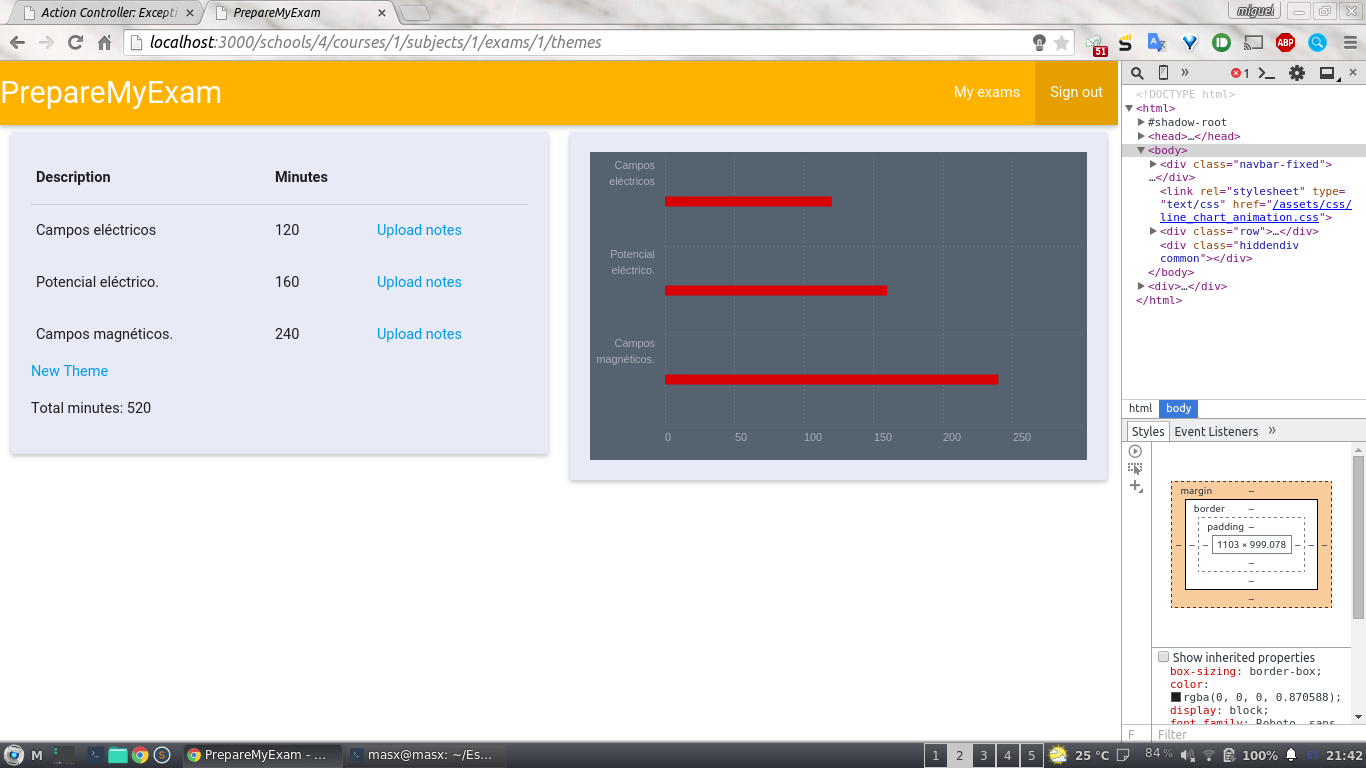 Action Controller: Excepti
PrepareMyExam
miguel
localhost:3000/schools/4/courses/1/subjects/1/exams/1/themes
51
ABP
PrepareMyExam
My exams
Sign out
Description Minutes
Campos eléctricos 120 Upload notes
Potencial eléctrico. 160 Upload notes
Campos magnéticos. 240 Upload notes
New Theme
Total minutes: 520
Campos
eléctricos
Potencial
eléctrico.
Campos
magnéticos.
0 50 100 150 200 250
1
<!DOCTYPE html>
<html>
#shadow-root
<head>…</head>
<body>
<div class="navbar-fixed">
…</div>
<link rel="stylesheet" type=
"text/css" href="/assets/css/
line_chart_animation.css">
<div class="row">…</div>
<div class="hiddendiv
common"></div>
</body>
<div>…</div>
</html>
html body
Styles Event Listeners »
margin –
border –
padding –
– – – 1103 × 999.078 – – –
–
–
–
Show inherited properties
box-sizing: border-box;
color:
rgba(0, 0, 0, 0.870588);
display: block;
font-family: Roboto, sans
F Filter
M
PrepareMyExam - ...
masx@masx: ~/Es...
1 2 3 4 5
25 °C
84%
100%
ES
21:42